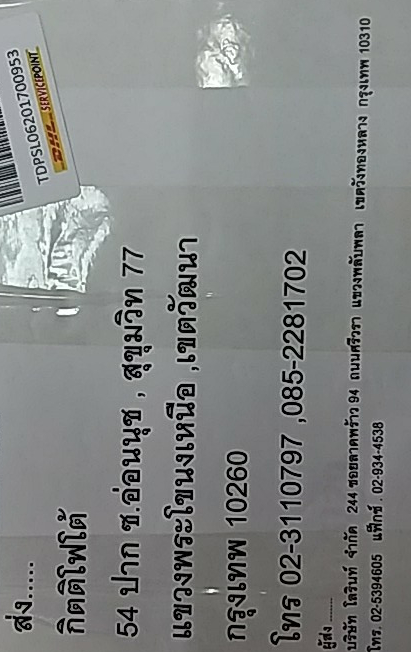 TDPSL06201700953
DHL SERVICEPOINT
ส่ง.....
กิตติโฟโต้
54 ปาก ซ.อ่อนนุช , สุขุมวิท 77
แขวงพระโขนงเหนือ ,เขตวัฒนา
กรุงเทพ 10260
โทร 02-3110797 ,085-2281702
ผู้ส่ง ......
บริษัท โลรินท์ จำกัด 244 ซอยลาดพร้าว 94 ถนนศรีวรา แขวงพลับพลา เขตวังทองหลาง กรุงเทพ 10310
โทร. 02-5394605 แฟ็กซ์ . 02-934-4538